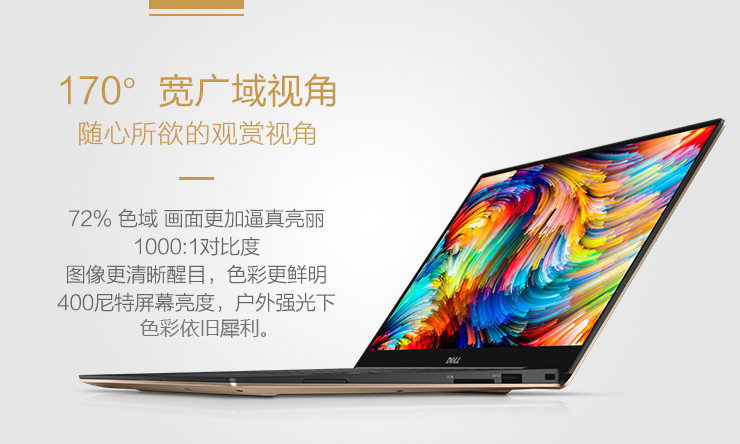 170° 宽广域视角
随心所欲的观赏视角
72% 色域 画面更加逼真亮丽
1000:1对比度
图像更清晰醒目，色彩更鲜明
400尼特屏幕亮度，户外强光下
色彩依旧犀利。
DELL